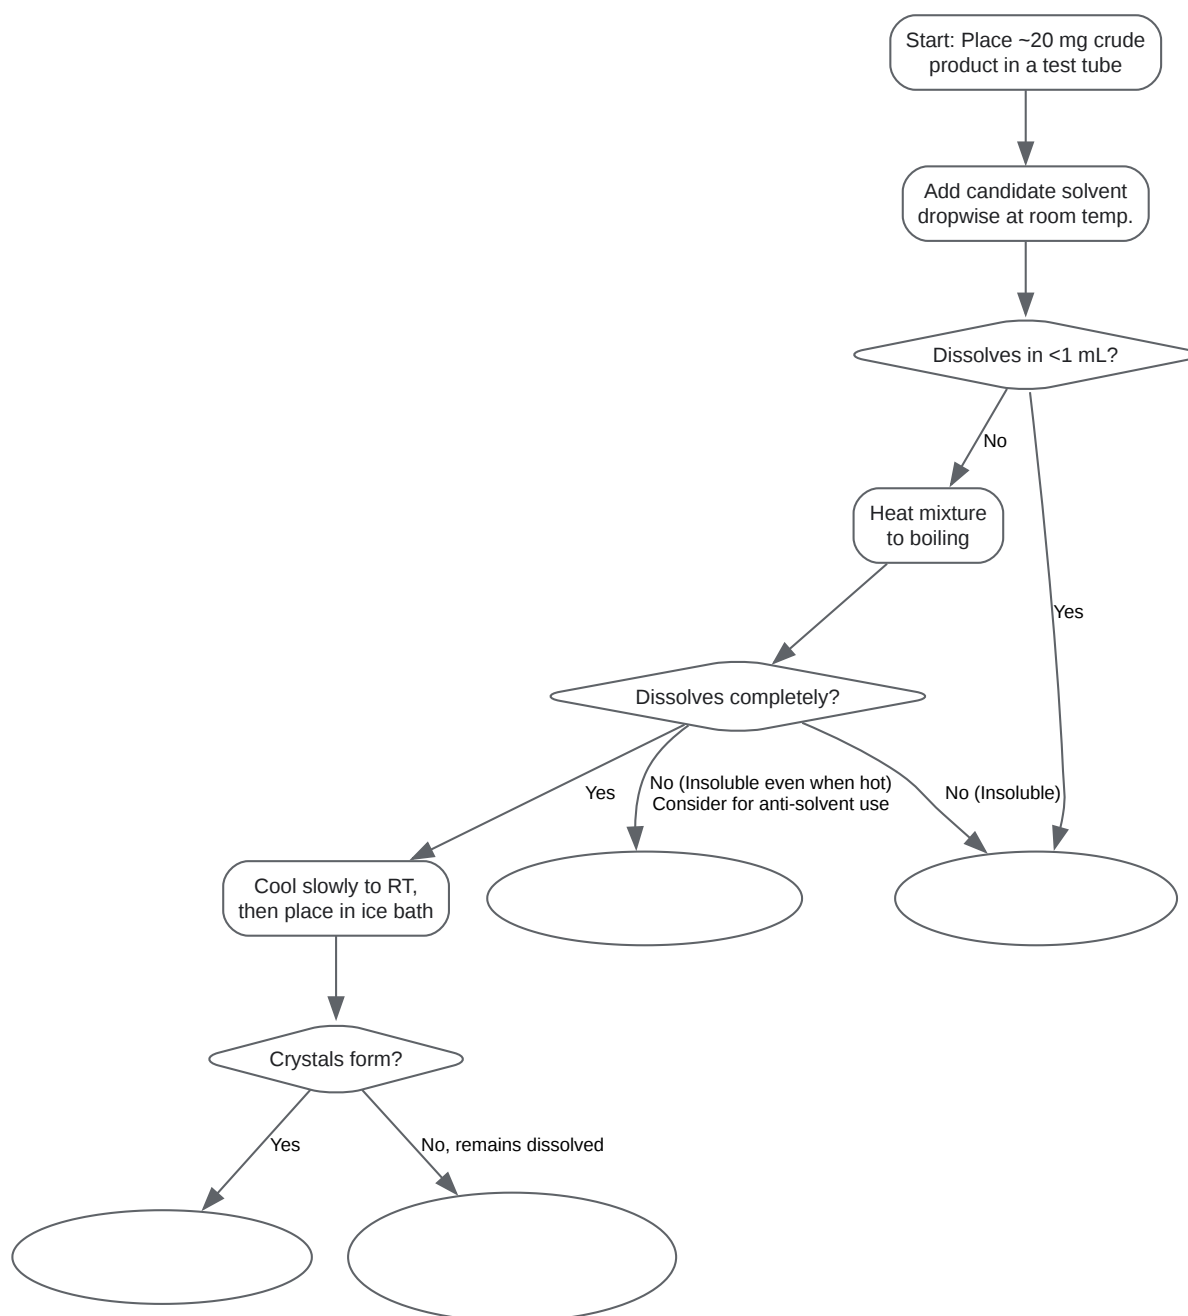 Start: Place ~20 mg crude
product in a test tube
Add candidate solvent
dropwise at room temp.
Dissolves in <1 mL?
No
Heat mixture
to boiling
Yes
Dissolves completely?
Yes
No (Insoluble even when hot)
Consider for anti-solvent use
No (Insoluble)
Cool slowly to RT,
then place in ice bath
Crystals form?
Yes
No, remains dissolved